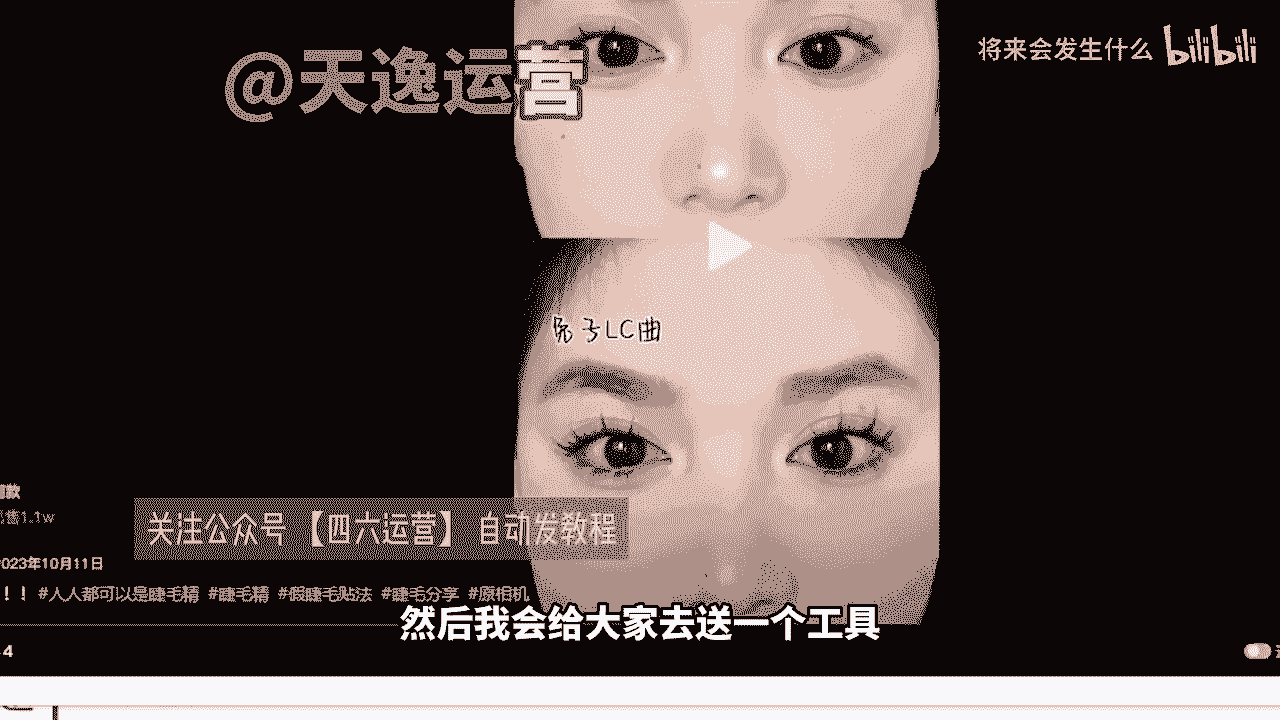 @天逸运营
将来会发生什么 bilibili
兔子LC曲
1.1w
关注公众号【四六运营】自动发教程
023年10月11日
！！ #人人都可以是睫毛精 #睫毛精 #假睫毛贴法 #睫毛分享 #原相机
然后我会给大家去送一个工具
4